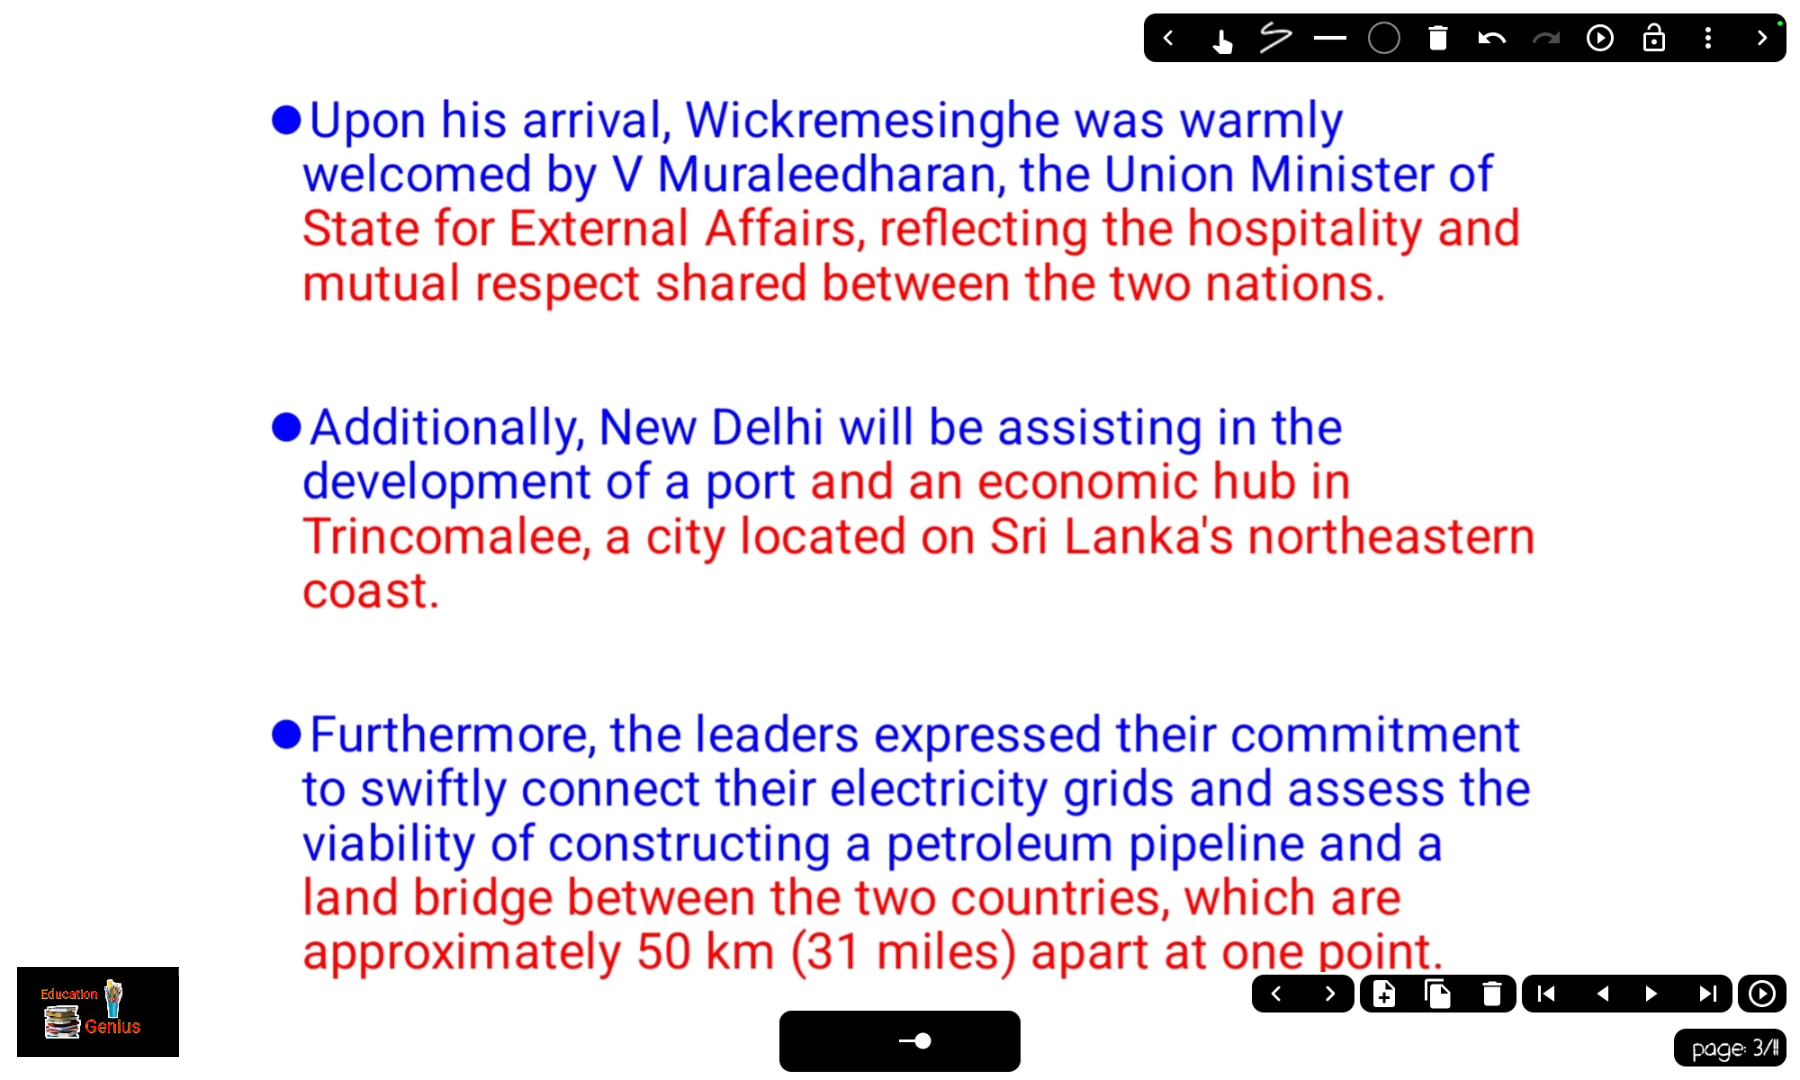 ●Upon his arrival, Wickremesinghe was warmly
welcomed by V Muraleedharan, the Union Minister of
State for External Affairs, reflecting the hospitality and
mutual respect shared between the two nations.
●Additionally, New Delhi will be assisting in the
development of a port and an economic hub in
Trincomalee, a city located on Sri Lanka's northeastern
coast.
●Furthermore, the leaders expressed their commitment
to swiftly connect their electricity grids and assess the
viability of constructing a petroleum pipeline and a
land bridge between the two countries, which are
approximately 50 km (31 miles) apart at one point.
Education
Genius
page: 3/11